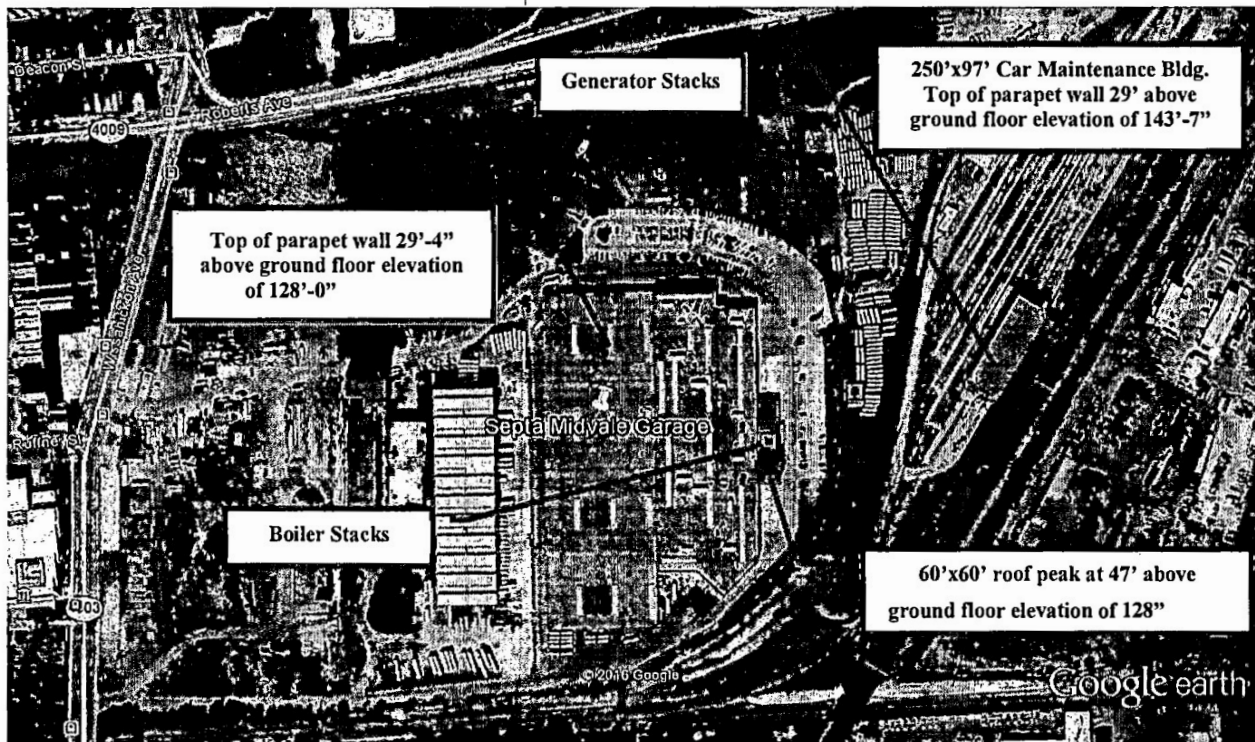 Deacon St
Roberts Ave
4009
Generator Stacks
250'x97' Car Maintenance Bldg.
Top of parapet wall 29' above
ground floor elevation of 143'-7"
Top of parapet wall 29'-4"
above ground floor elevation
of 128'-0"
Wissahickon Ave
Septa Midvale Garage
Boiler Stacks
60'x60' roof peak at 47' above
ground floor elevation of 128"
© 2016 Google
Google earth